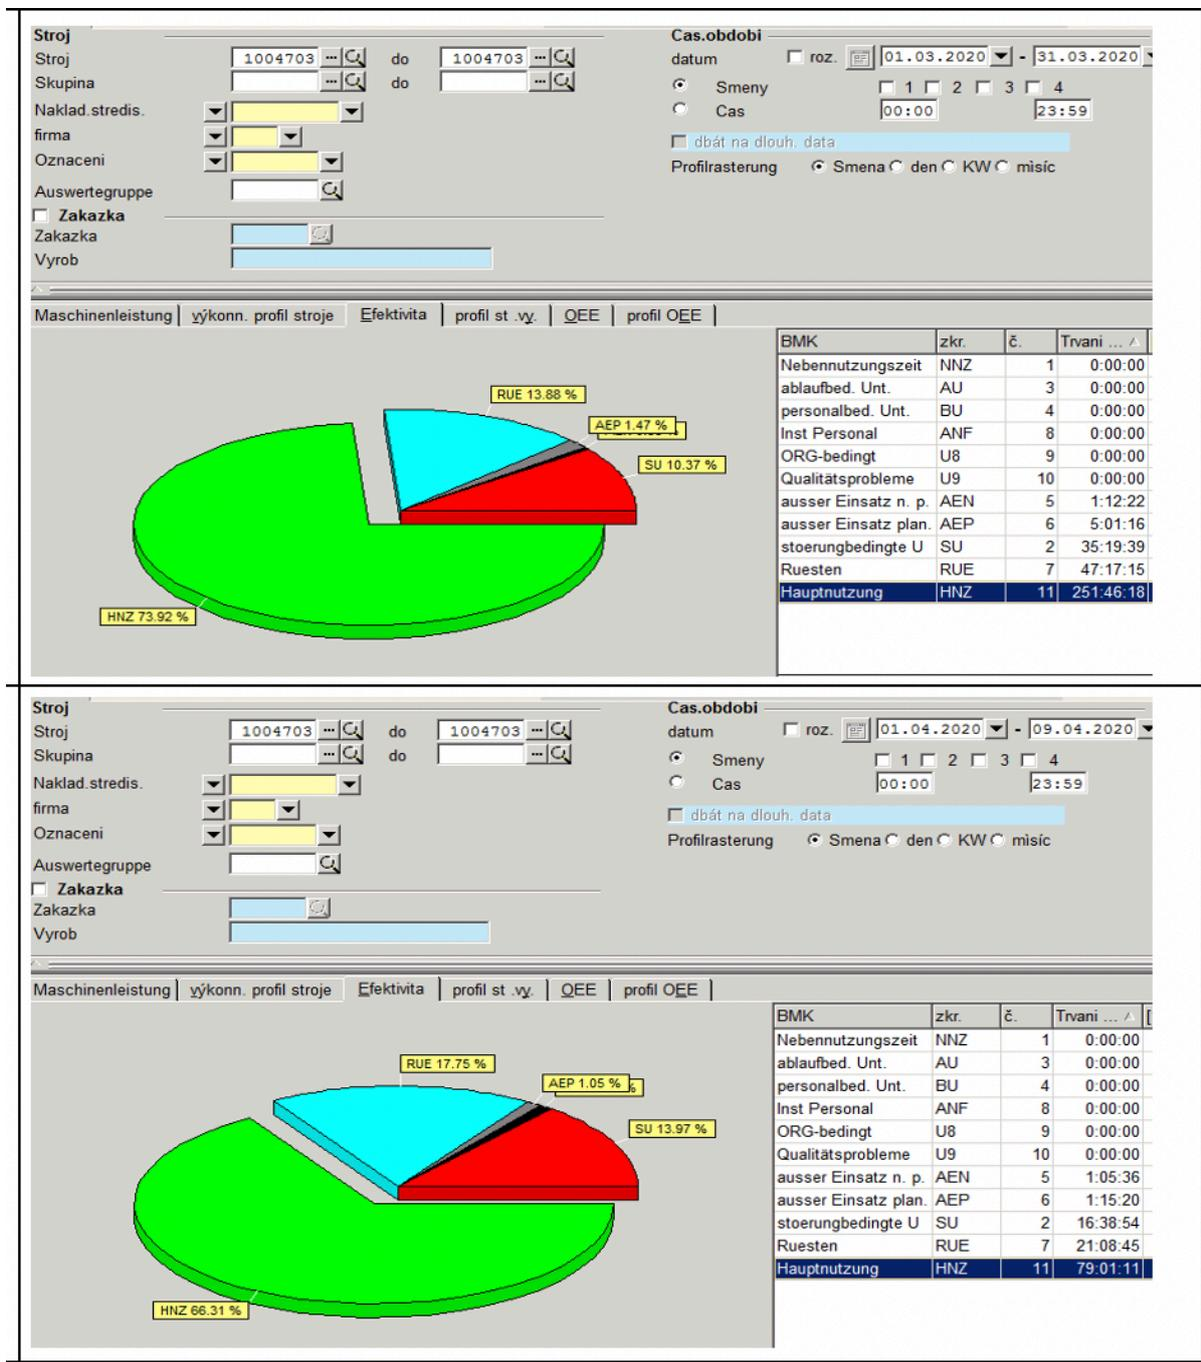 Stroj
Stroj 1004703 ... do 1004703 ...
Skupina ... do ...
Naklad.stredis.
firma
Oznaceni
Auswertegruppe
Zakazka
Zakazka
Vyrob
Cas.obdobi
datum roz. 01.03.2020 - 31.03.2020
Smeny 1 2 3 4
Cas 00:00 23:59
dbát na dlouh. data
Profilrasterung Smena den KW mìsíc
Maschinenleistung výkonn. profil stroje Efektivita profil st .vy. OEE profil OEE
RUE 13.88 %
AEP 1.47 %
SU 10.37 %
HNZ 73.92 %
BMK zkr. č. Trvani ...
Nebennutzungszeit NNZ 1 0:00:00
ablaufbed. Unt. AU 3 0:00:00
personalbed. Unt. BU 4 0:00:00
Inst Personal ANF 8 0:00:00
ORG-bedingt U8 9 0:00:00
Qualitätsprobleme U9 10 0:00:00
ausser Einsatz n. p. AEN 5 1:12:22
ausser Einsatz plan. AEP 6 5:01:16
stoerungbedingte U SU 2 35:19:39
Ruesten RUE 7 47:17:15
Hauptnutzung HNZ 11 251:46:18
Stroj
Stroj 1004703 ... do 1004703 ...
Skupina ... do ...
Naklad.stredis.
firma
Oznaceni
Auswertegruppe
Zakazka
Zakazka
Vyrob
Cas.obdobi
datum roz. 01.04.2020 - 09.04.2020
Smeny 1 2 3 4
Cas 00:00 23:59
dbát na dlouh. data
Profilrasterung Smena den KW mìsíc
Maschinenleistung výkonn. profil stroje Efektivita profil st .vy. OEE profil OEE
RUE 17.75 %
AEP 1.05 % %
SU 13.97 %
HNZ 66.31 %
BMK zkr. č. Trvani ... [
Nebennutzungszeit NNZ 1 0:00:00
ablaufbed. Unt. AU 3 0:00:00
personalbed. Unt. BU 4 0:00:00
Inst Personal ANF 8 0:00:00
ORG-bedingt U8 9 0:00:00
Qualitätsprobleme U9 10 0:00:00
ausser Einsatz n. p. AEN 5 1:05:36
ausser Einsatz plan. AEP 6 1:15:20
stoerungbedingte U SU 2 16:38:54
Ruesten RUE 7 21:08:45
Hauptnutzung HNZ 11 79:01:11